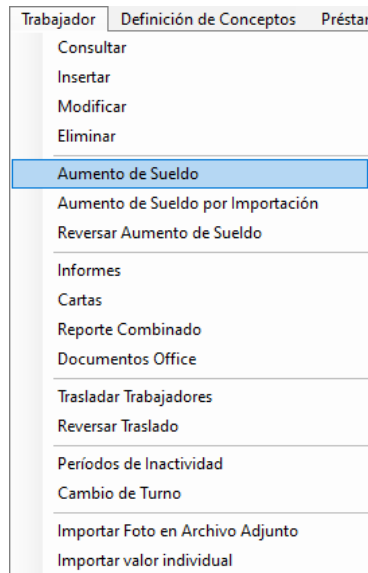 Trabajador Definición de Conceptos Préstar
Consultar
Insertar
Modificar
Eliminar
Aumento de Sueldo
Aumento de Sueldo por Importación
Reversar Aumento de Sueldo
Informes
Cartas
Reporte Combinado
Documentos Office
Trasladar Trabajadores
Reversar Traslado
Períodos de Inactividad
Cambio de Turno
Importar Foto en Archivo Adjunto
Importar valor individual